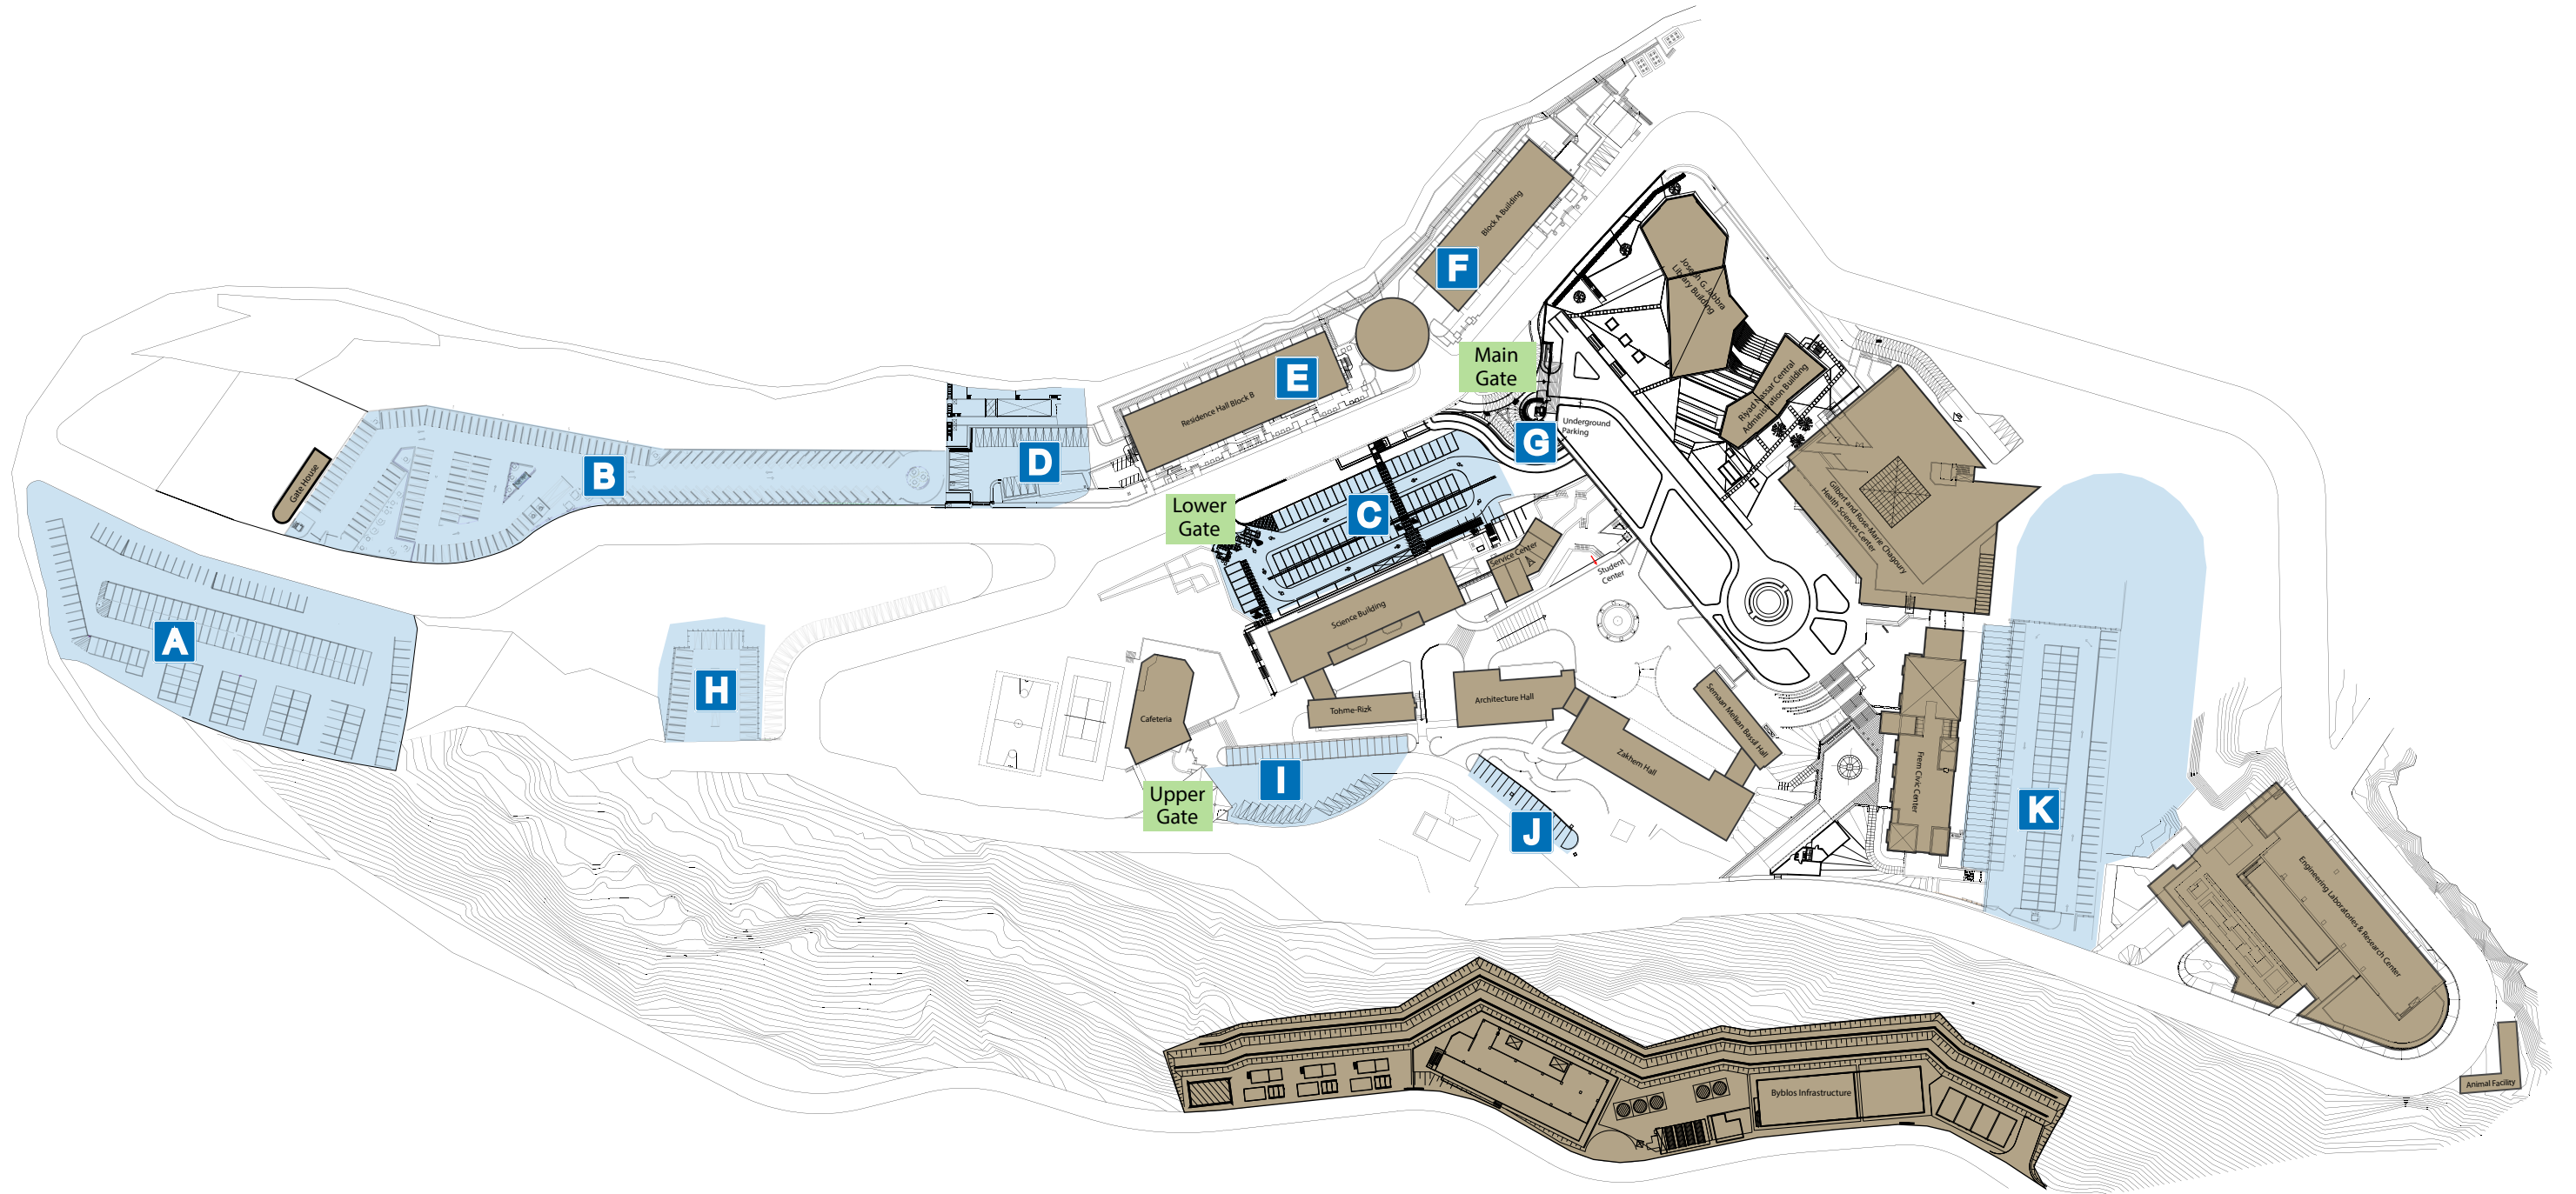 Block A Building
F
Joseph G. Jabbra
Library Building
E
Residence Hall Block B
Main
Gate
Riyad Nassar Central
Administration Building
G
Underground
Parking
Gate House
B
D
Lower
Gate
C
Gilbert and Rose-Marie Chagoury
Health Sciences Center
Service Center
Student
Center
Science Building
A
H
Cafeteria
Tohme-Rizk
Architecture Hall
Semaan Melkan Bassil Hall
Zakhem Hall
Frem Civic Center
Upper
Gate
I
J
K
Engineering Laboratories & Research Center
Animal Facility
Byblos Infrastructure